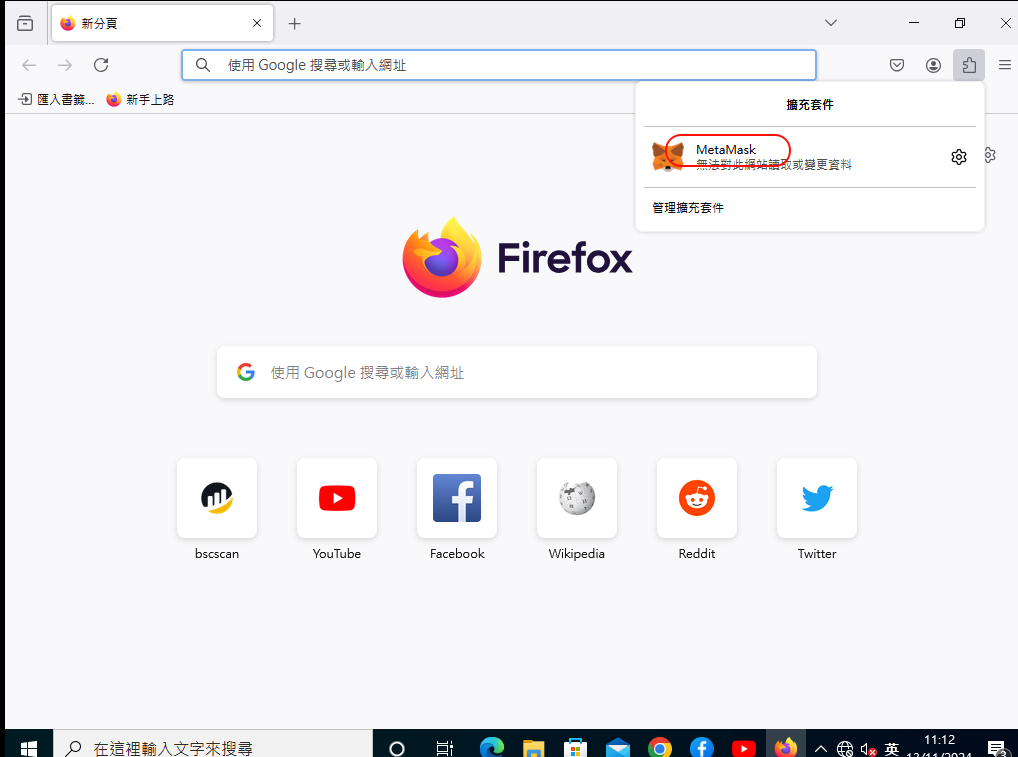 新分頁
使用 Google 搜尋或輸入網址
匯入書籤...
新手上路
擴充套件
MetaMask
無法對此網站讀取或變更資料
管理擴充套件
Firefox
使用 Google 搜尋或輸入網址
bscscan
YouTube
Facebook
Wikipedia
Reddit
Twitter
在這裡輸入文字來搜尋
英
11:12